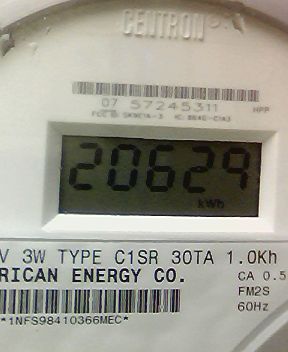 CENTRON
07 57245311 HPP
20629
kWh
V 3W TYPE C1SR 30TA 1.0Kh
RICAN ENERGY CO. CA 0.5
FM2S
60Hz
*1NFS98410366MEC*